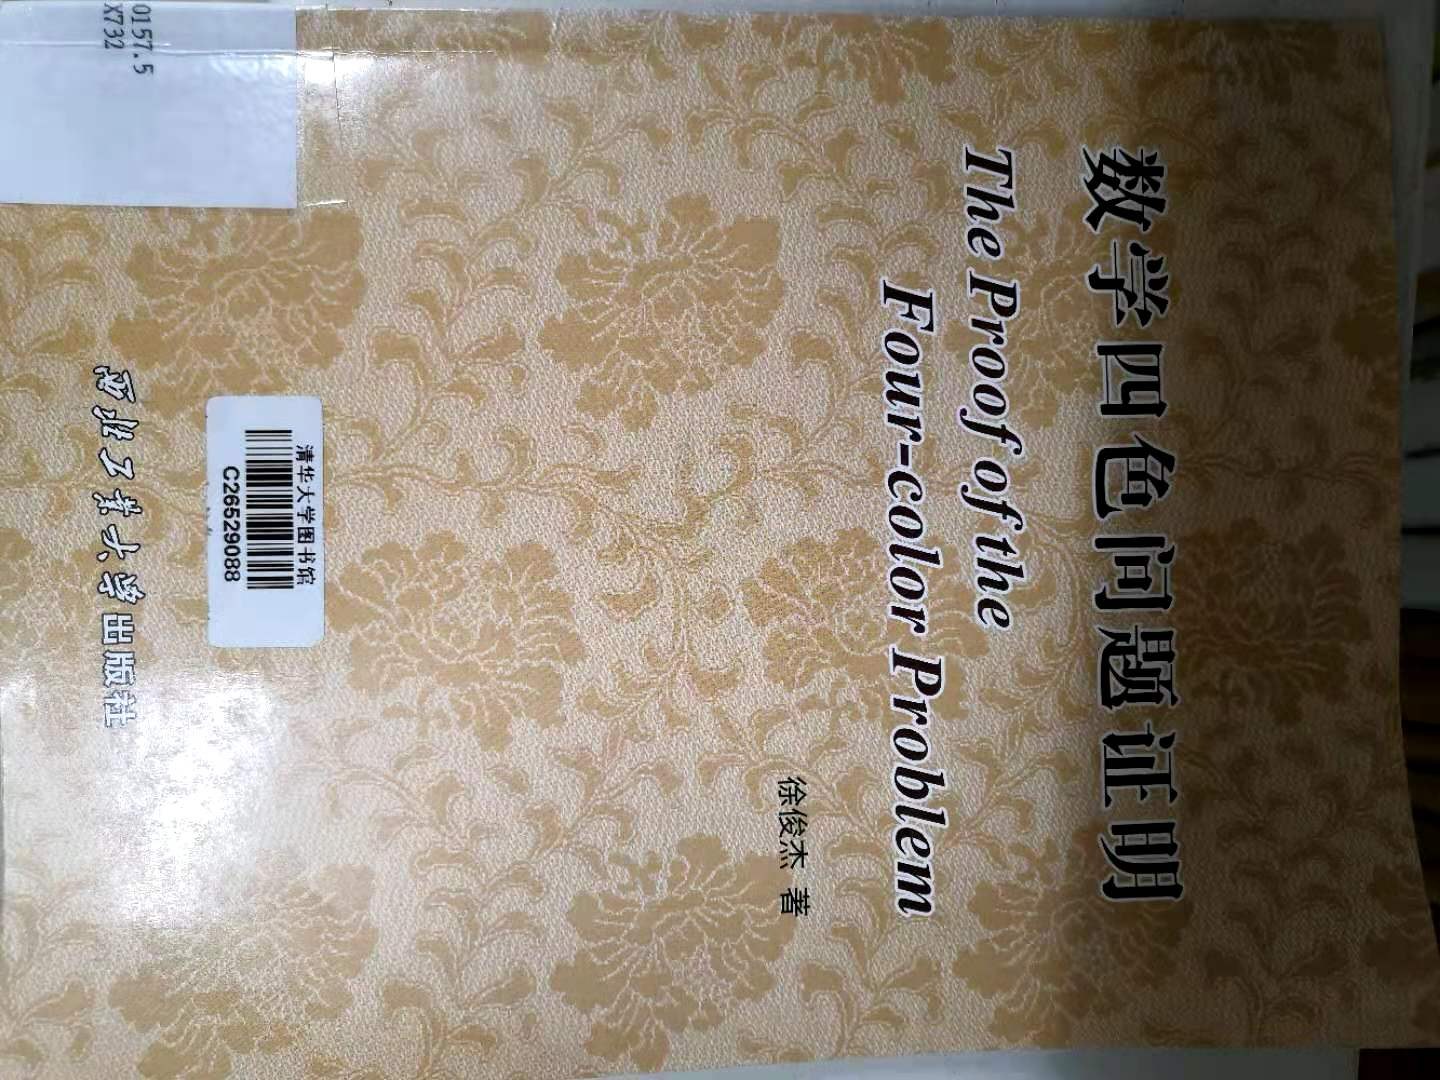 数学四色问题证明
The Proof of the
Four-color Problem
徐俊杰 著
清华大学图书馆
C26529088
西北工业大学出版社
O157.5
X732